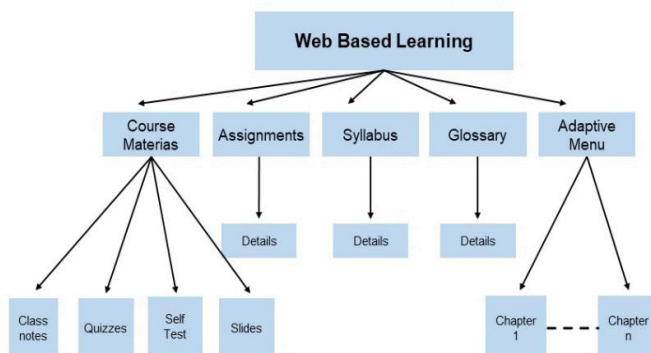 Web Based Learning
Course
Materias
Assignments
Syllabus
Glossary
Adaptive
Menu
Details
Details
Details
Class
notes
Quizzes
Self
Test
Slides
Chapter
1
Chapter
n